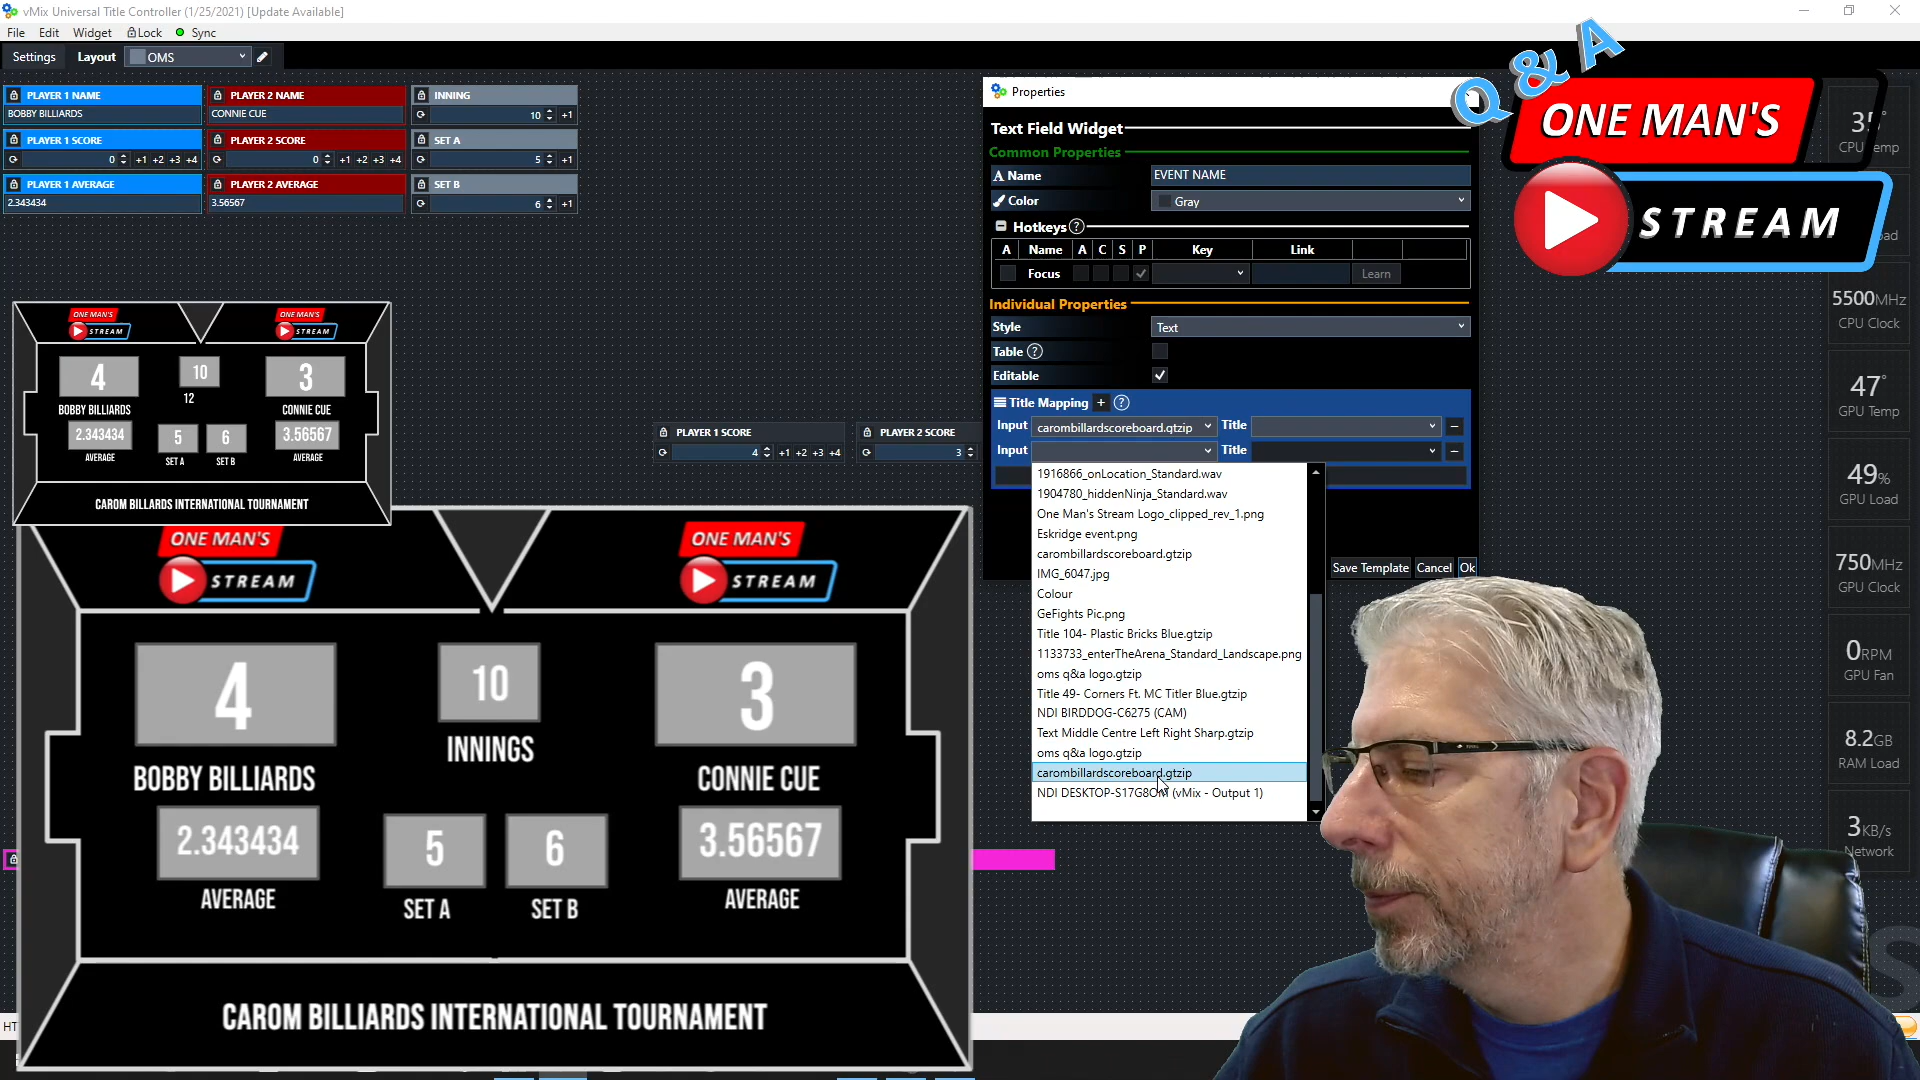 vMix Universal Title Controller (1/25/2021) [Update Available]
File Edit Widget Lock Sync
Settings Layout OMS
PLAYER 1 NAME PLAYER 2 NAME INNING
BOBBY BILLIARDS CONNIE CUE 10 +1
PLAYER 1 SCORE PLAYER 2 SCORE SET A
0 +1 +2 +3 +4 0 +1 +2 +3 +4 5 +1
PLAYER 1 AVERAGE PLAYER 2 AVERAGE SET B
2.343434 3.56567 6 +1
ONE MAN'S ONE MAN'S
STREAM STREAM
4 10 3
12
BOBBY BILLIARDS CONNIE CUE
2.343434 5 6 3.56567
AVERAGE SET A SET B AVERAGE
CAROM BILLARDS INTERNATIONAL TOURNAMENT
PLAYER 1 SCORE PLAYER 2 SCORE
4 +1 +2 +3 +4 3
ONE MAN'S ONE MAN'S
STREAM STREAM
4 10 3
INNINGS
BOBBY BILLIARDS CONNIE CUE
2.343434 5 6 3.56567
AVERAGE SET A SET B AVERAGE
CAROM BILLIARDS INTERNATIONAL TOURNAMENT
HT
Properties
Text Field Widget
Common Properties
A Name EVENT NAME
Color Gray
Hotkeys ?
A Name A C S P Key Link
Focus Learn
Individual Properties
Style Text
Table ?
Editable
Title Mapping + ?
Input carombillardscoreboard.gtzip Title
Input Title
1916866_onLocation_Standard.wav
1904780_hiddenNinja_Standard.wav
One Man's Stream Logo_clipped_rev_1.png
Eskridge event.png
carombillardscoreboard.gtzip
IMG_6047.jpg
Colour
GeFights Pic.png
Title 104- Plastic Bricks Blue.gtzip
1133733_enterTheArena_Standard_Landscape.png
oms q&a logo.gtzip
Title 49- Corners Ft. MC Titler Blue.gtzip
NDI BIRDDOG-C6275 (CAM)
Text Middle Centre Left Right Sharp.gtzip
oms q&a logo.gtzip
carombillardscoreboard.gtzip
NDI (vMix - Output 1)
Save Template Cancel Ok
Q & A
ONE MAN'S
STREAM
35°
CPU Temp
5500MHz
CPU Clock
47°
GPU Temp
49%
GPU Load
750MHz
GPU Clock
0RPM
GPU Fan
8.2GB
RAM Load
3KB/s
Network